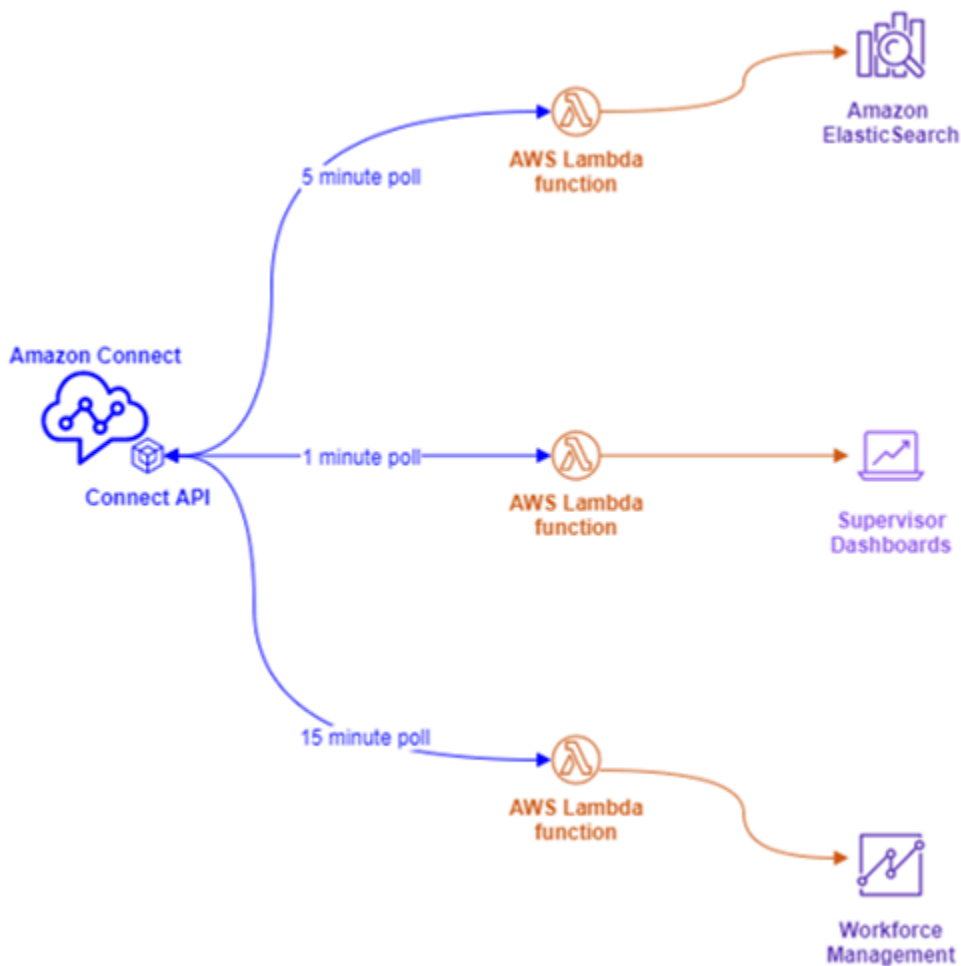 Amazon
ElasticSearch
AWS Lambda
function
5 minute poll
Amazon Connect
1 minute poll
Connect API
AWS Lambda
function
Supervisor
Dashboards
15 minute poll
AWS Lambda
function
Workforce
Management